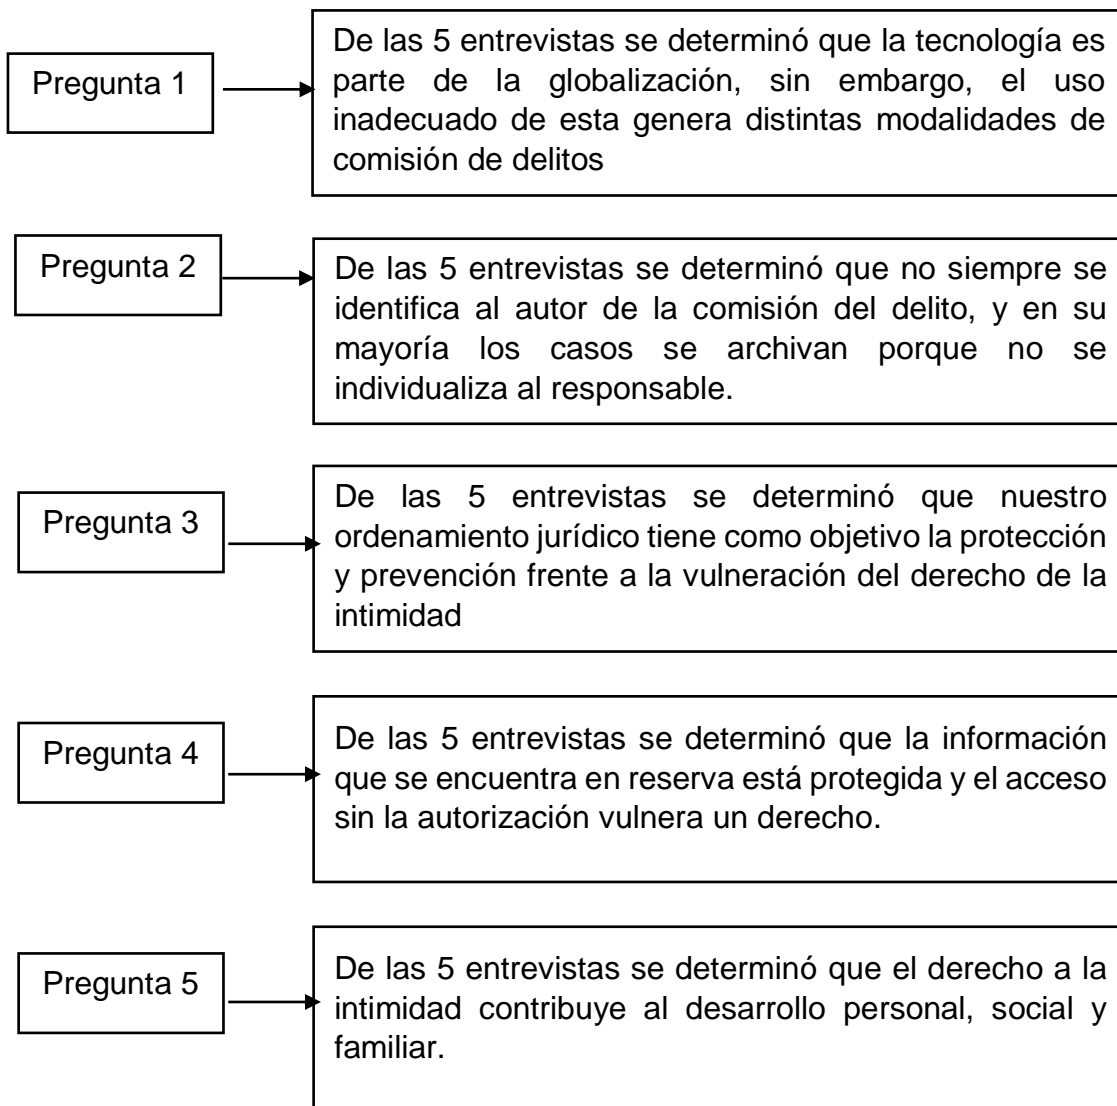 Pregunta 1
De las 5 entrevistas se determinó que la tecnología es
parte de la globalización, sin embargo, el uso
inadecuado de esta genera distintas modalidades de
comisión de delitos
Pregunta 2
De las 5 entrevistas se determinó que no siempre se
identifica al autor de la comisión del delito, y en su
mayoría los casos se archivan porque no se
individualiza al responsable.
Pregunta 3
De las 5 entrevistas se determinó que nuestro
ordenamiento jurídico tiene como objetivo la protección
y prevención frente a la vulneración del derecho de la
intimidad
Pregunta 4
De las 5 entrevistas se determinó que la información
que se encuentra en reserva está protegida y el acceso
sin la autorización vulnera un derecho.
Pregunta 5
De las 5 entrevistas se determinó que el derecho a la
intimidad contribuye al desarrollo personal, social y
familiar.